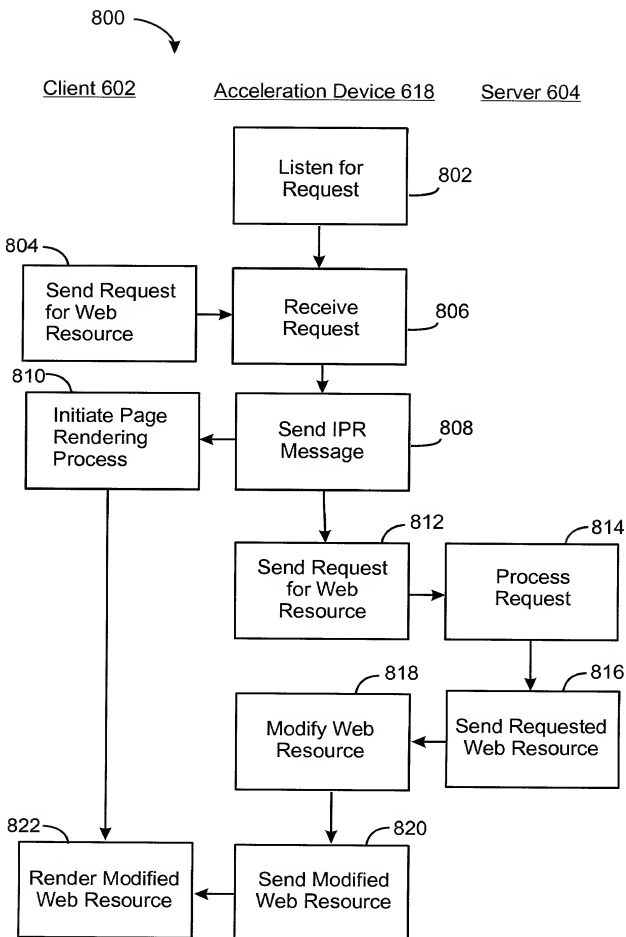 800
Client 602
Acceleration Device 618
Server 604
Listen for
Request
802
804
Send Request
for Web
Resource
Receive
Request
806
810
Initiate Page
Rendering
Process
Send IPR
Message
808
812
Send Request
for Web
Resource
814
Process
Request
818
816
Modify Web
Resource
Send Requested
Web Resource
822
820
Render Modified
Web Resource
Send Modified
Web Resource